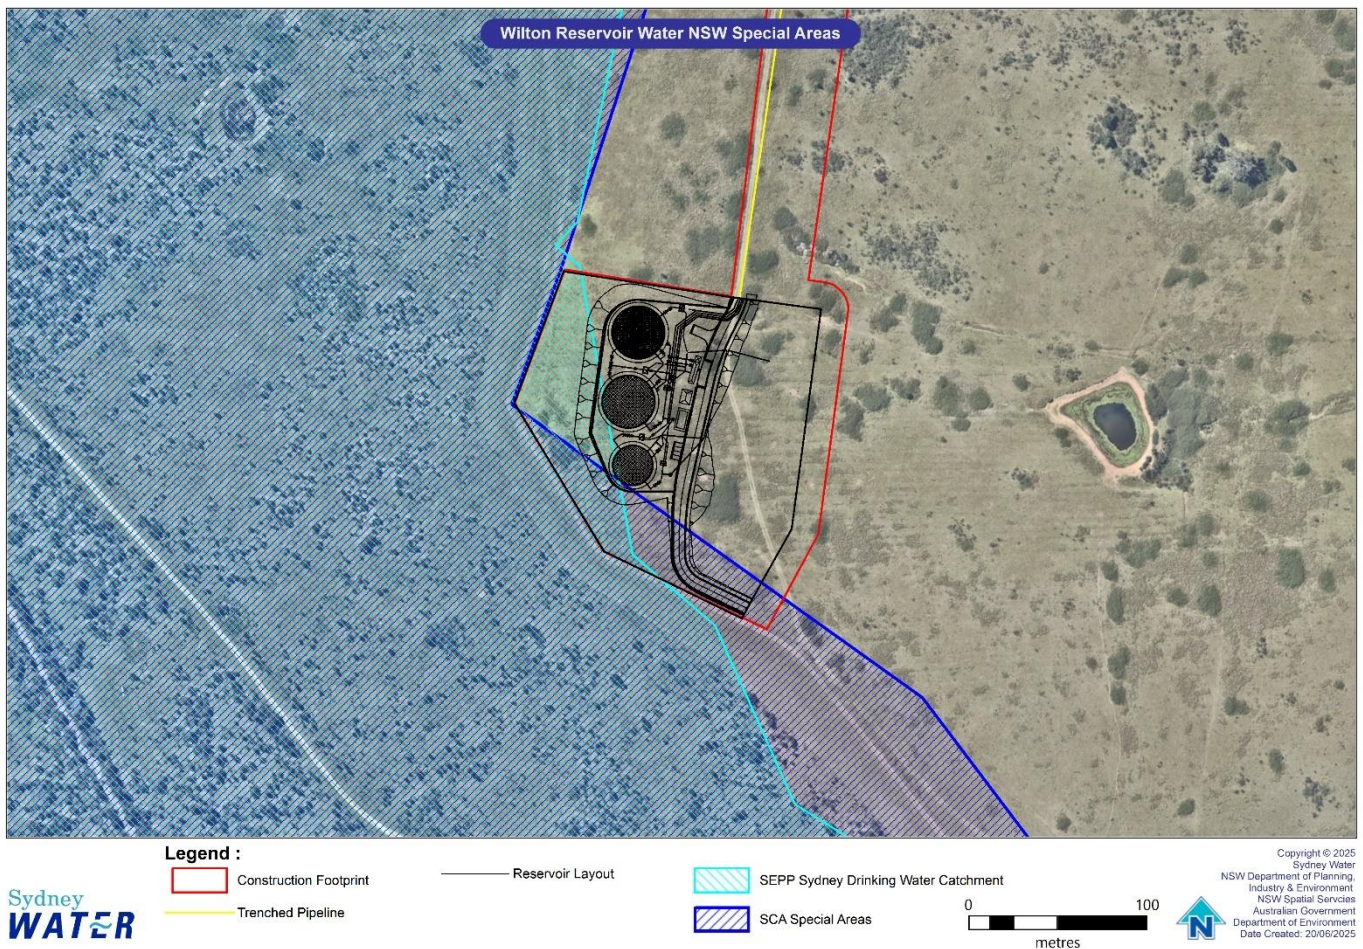 Wilton Reservoir Water NSW Special Areas
Legend :
Construction Footprint
Trenched Pipeline
Reservoir Layout
SEPP Sydney Drinking Water Catchment
SCA Special Areas
0 100
metres
N
Sydney
WATER
Copyright © 2025
Sydney Water
NSW Department of Planning,
Industry & Environment
NSW Spatial Servcies
Australian Government
Department of Environment
Date Created: 20/06/2025